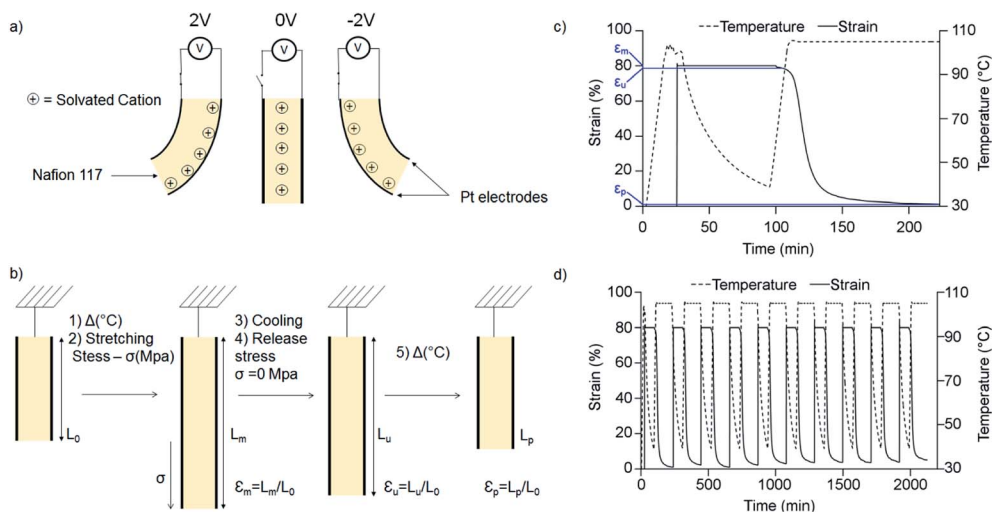 a)
2V
0V
-2V
V
V
V
+ = Solvated Cation
Nafion 117
Pt electrodes
b)
1) Δ(°C)
2) Stretching
Stess – σ(Mpa)
3) Cooling
4) Release
stress
σ =0 Mpa
5) Δ(°C)
L₀
Lₘ
Lᵤ
Lₚ
σ
Ɛₘ=Lₘ/L₀
Ɛᵤ=Lᵤ/L₀
Ɛₚ=Lₚ/L₀
c)
Temperature
Strain
100
80
60
40
20
0
Strain (%)
εₘ
εᵤ
εₚ
0
50
100
150
200
Time (min)
110
90
70
50
30
Temperature (°C)
d)
Temperature
Strain
100
80
60
40
20
0
Strain (%)
0
500
1000
1500
2000
Time (min)
110
90
70
50
30
Temperature (°C)